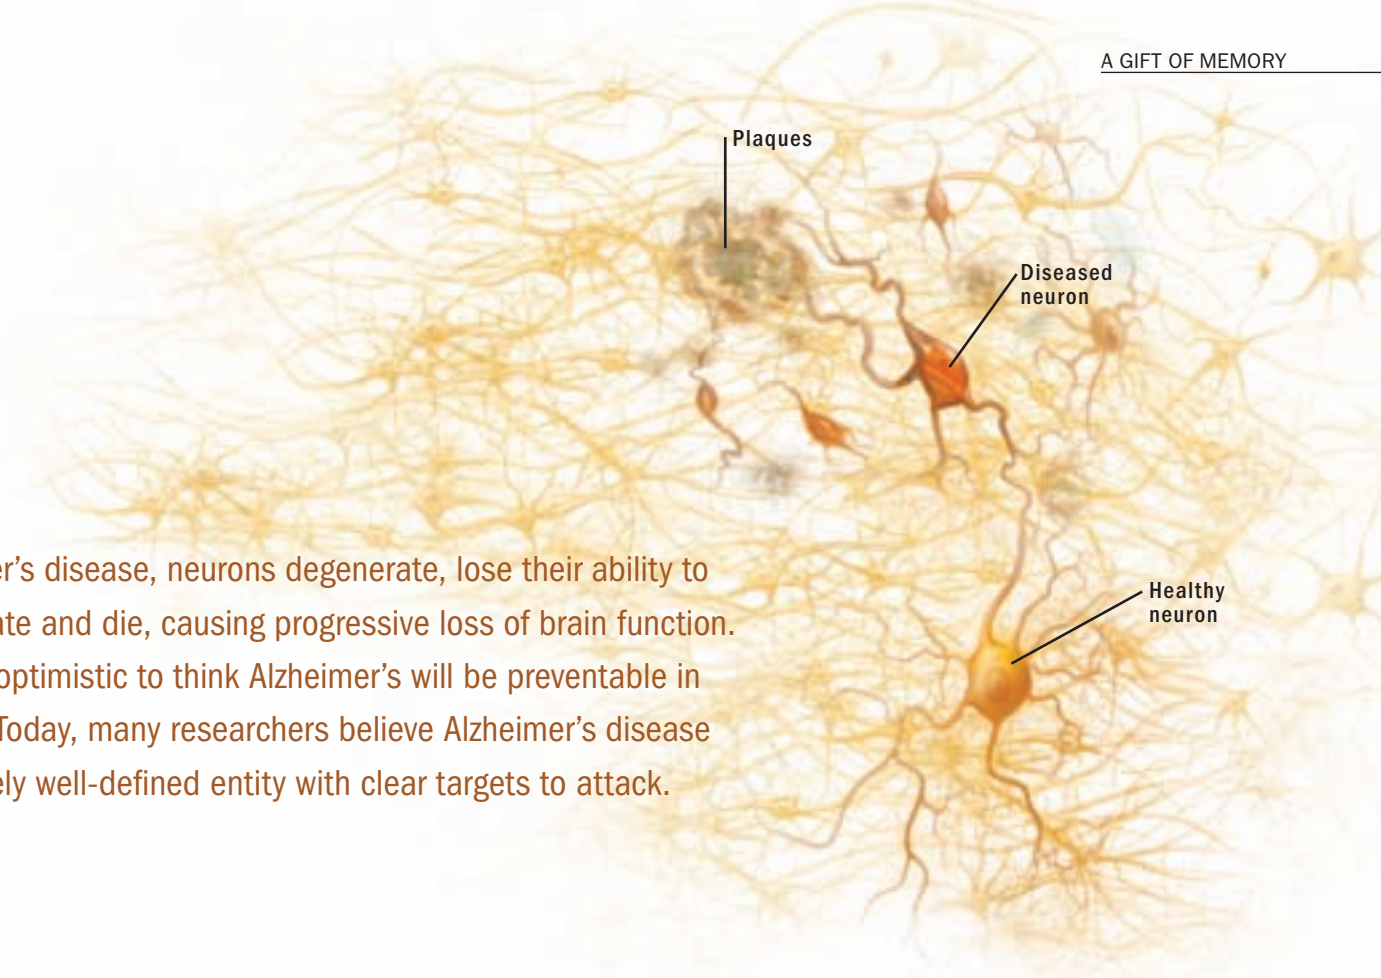 A GIFT OF MEMORY
Plaques
Diseased
neuron
Healthy
neuron
er’s disease, neurons degenerate, lose their ability to
ate and die, causing progressive loss of brain function.
optimistic to think Alzheimer’s will be preventable in
Today, many researchers believe Alzheimer’s disease
ely well-defined entity with clear targets to attack.